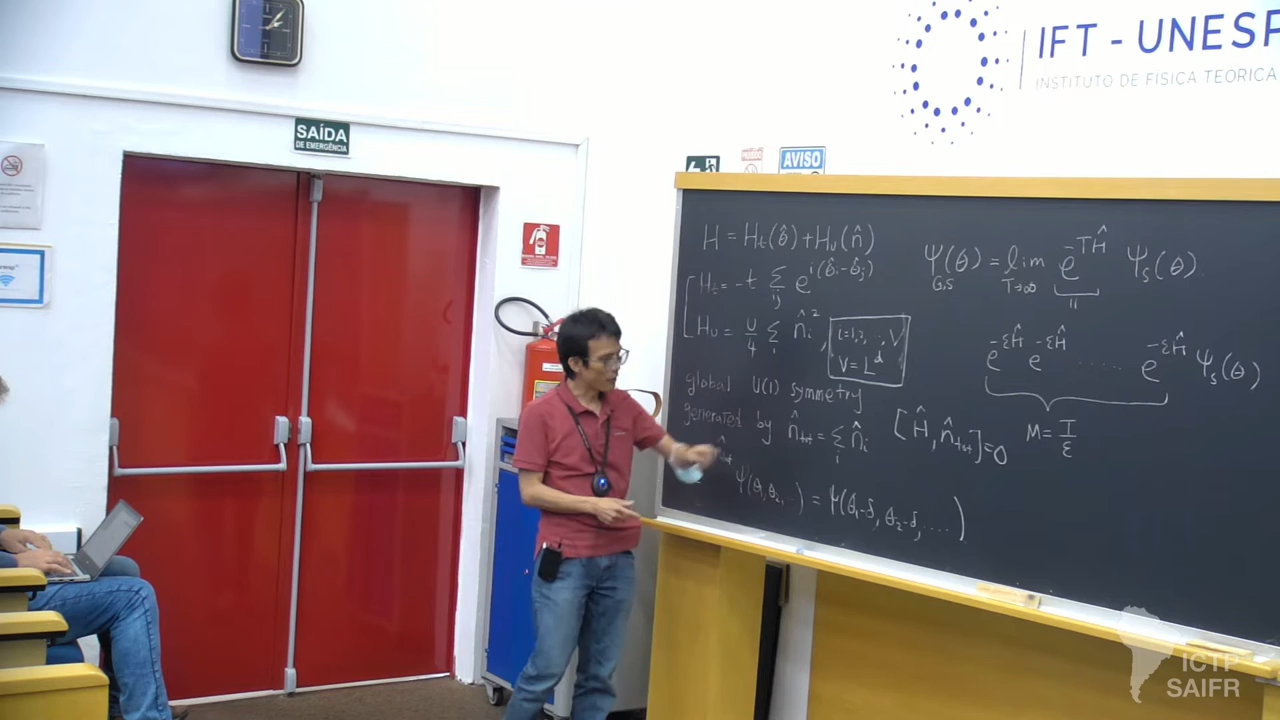 IFT - UNESP
INSTITUTO DE FISICA TEORICA
SAÍDA
DE EMERGÊNCIA
AVISO
H = H_t(θ̂) + H_U(n̂)
H_t = -t Σ_ij e^{i(θ̂_i - θ̂_j)}
H_U = U/4 Σ_i n̂_i^2,
i=1,2,...,V
V = L^d
global U(1) symmetry
generated by n̂_tot = Σ_i n̂_i
[Ĥ, n̂_tot] = 0
Ψ(θ_1, θ_2, ...) = Ψ(θ_1-δ, θ_2-δ, ....)
Ψ_G.S(θ) = lim_{T→∞} e^{-TĤ} Ψ_s(θ)
e^{-εĤ} e^{-εĤ} ..... e^{-εĤ} Ψ_s(θ)
M = T/ε
ICTP
SAIFR